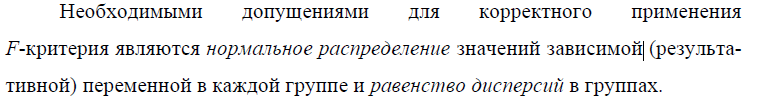 Необходимыми допущениями для корректного применения
F-критерия являются нормальное распределение значений зависимой (результа-
тивной) переменной в каждой группе и равенство дисперсий в группах.